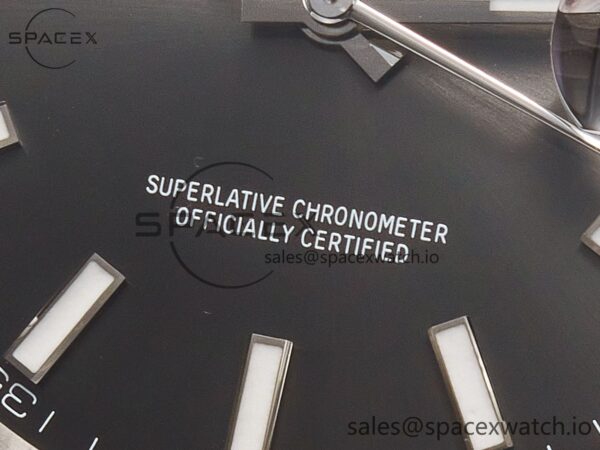 SPACEX
SUPERLATIVE CHRONOMETER
OFFICIALLY CERTIFIED
SPACEX
sales@spacexwatch.io
sales@spacexwatch.io